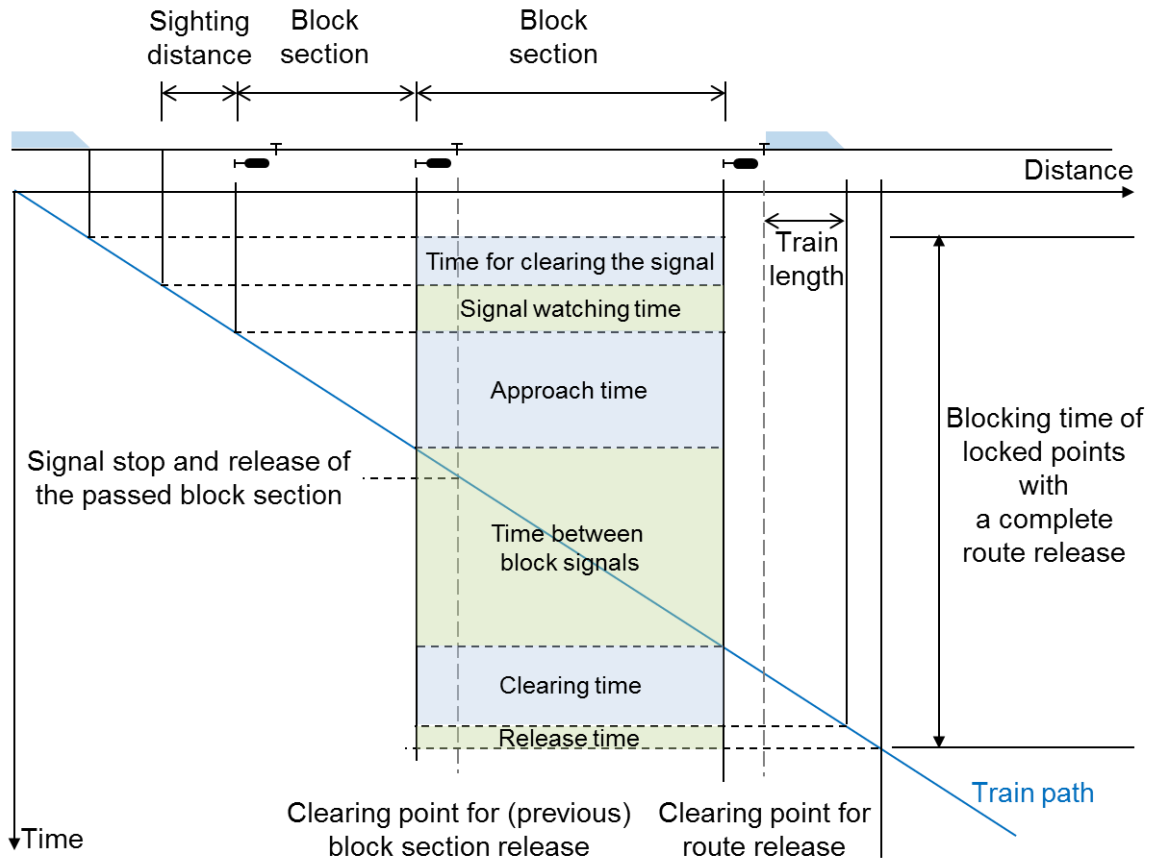 Sighting
distance
Block
section
Block
section
Distance
Train
length
Time for clearing the signal
Signal watching time
Approach time
Blocking time of
locked points
with
a complete
route release
Signal stop and release of
the passed block section
Time between
block signals
Clearing time
Release time
Train path
Clearing point for (previous)
block section release
Clearing point for
route release
Time